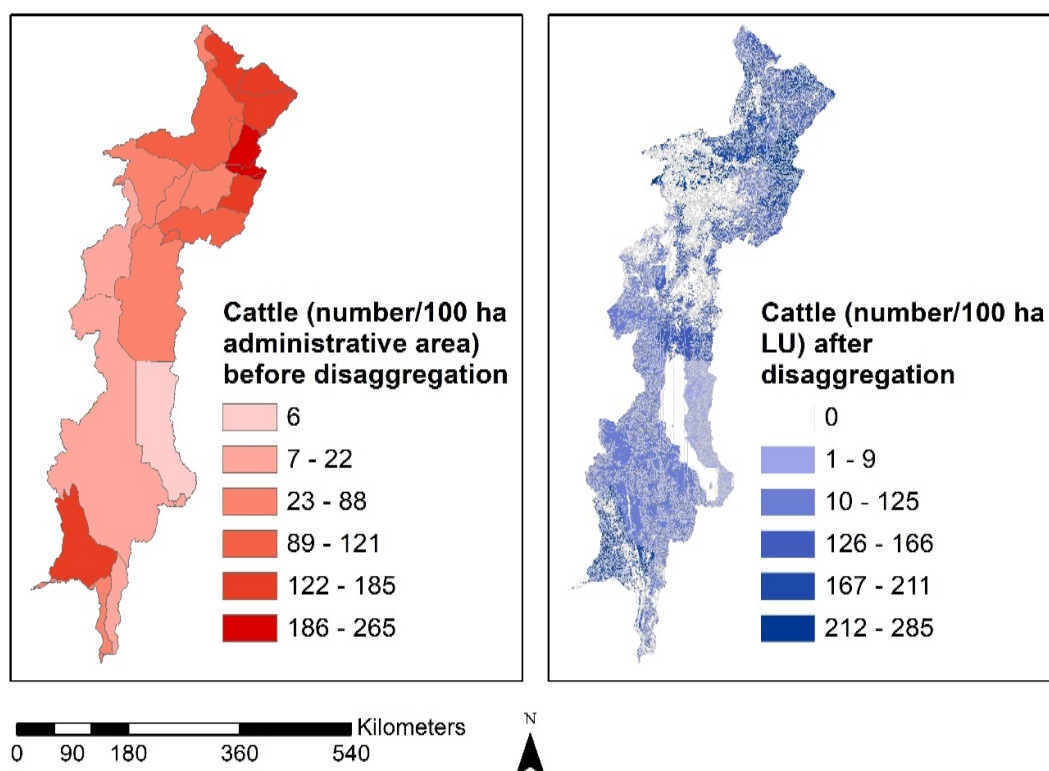 Cattle (number/100 ha
administrative area)
before disaggregation
6
7 - 22
23 - 88
89 - 121
122 - 185
186 - 265
Cattle (number/100 ha
LU) after
disaggregation
0
1 - 9
10 - 125
126 - 166
167 - 211
212 - 285
Kilometers
0 90 180 360 540
N